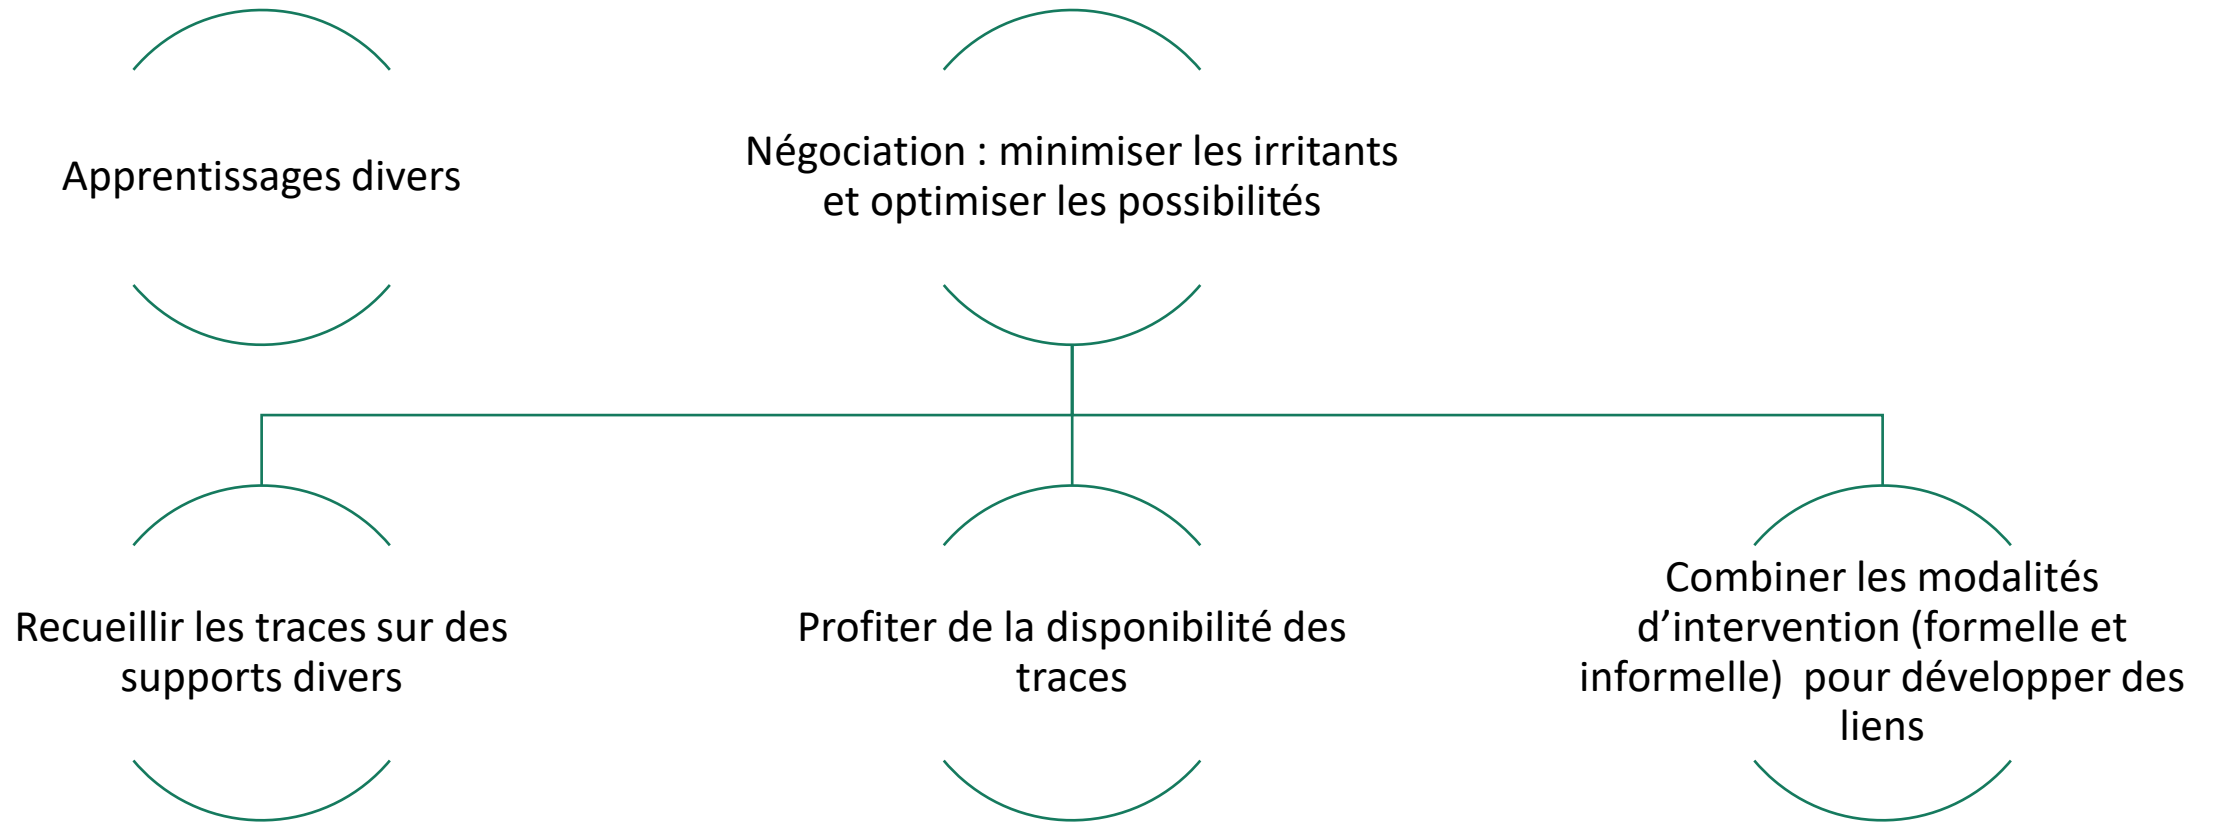 Apprentissages divers
Négociation : minimiser les irritants
et optimiser les possibilités
Recueillir les traces sur des
supports divers
Profiter de la disponibilité des
traces
Combiner les modalités
d’intervention (formelle et
informelle)  pour développer des
liens